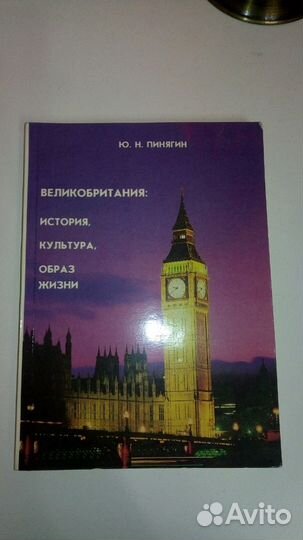 Ю. Н. ПИНЯГИН
ВЕЛИКОБРИТАНИЯ:
ИСТОРИЯ,
КУЛЬТУРА,
ОБРАЗ
ЖИЗНИ
Avito